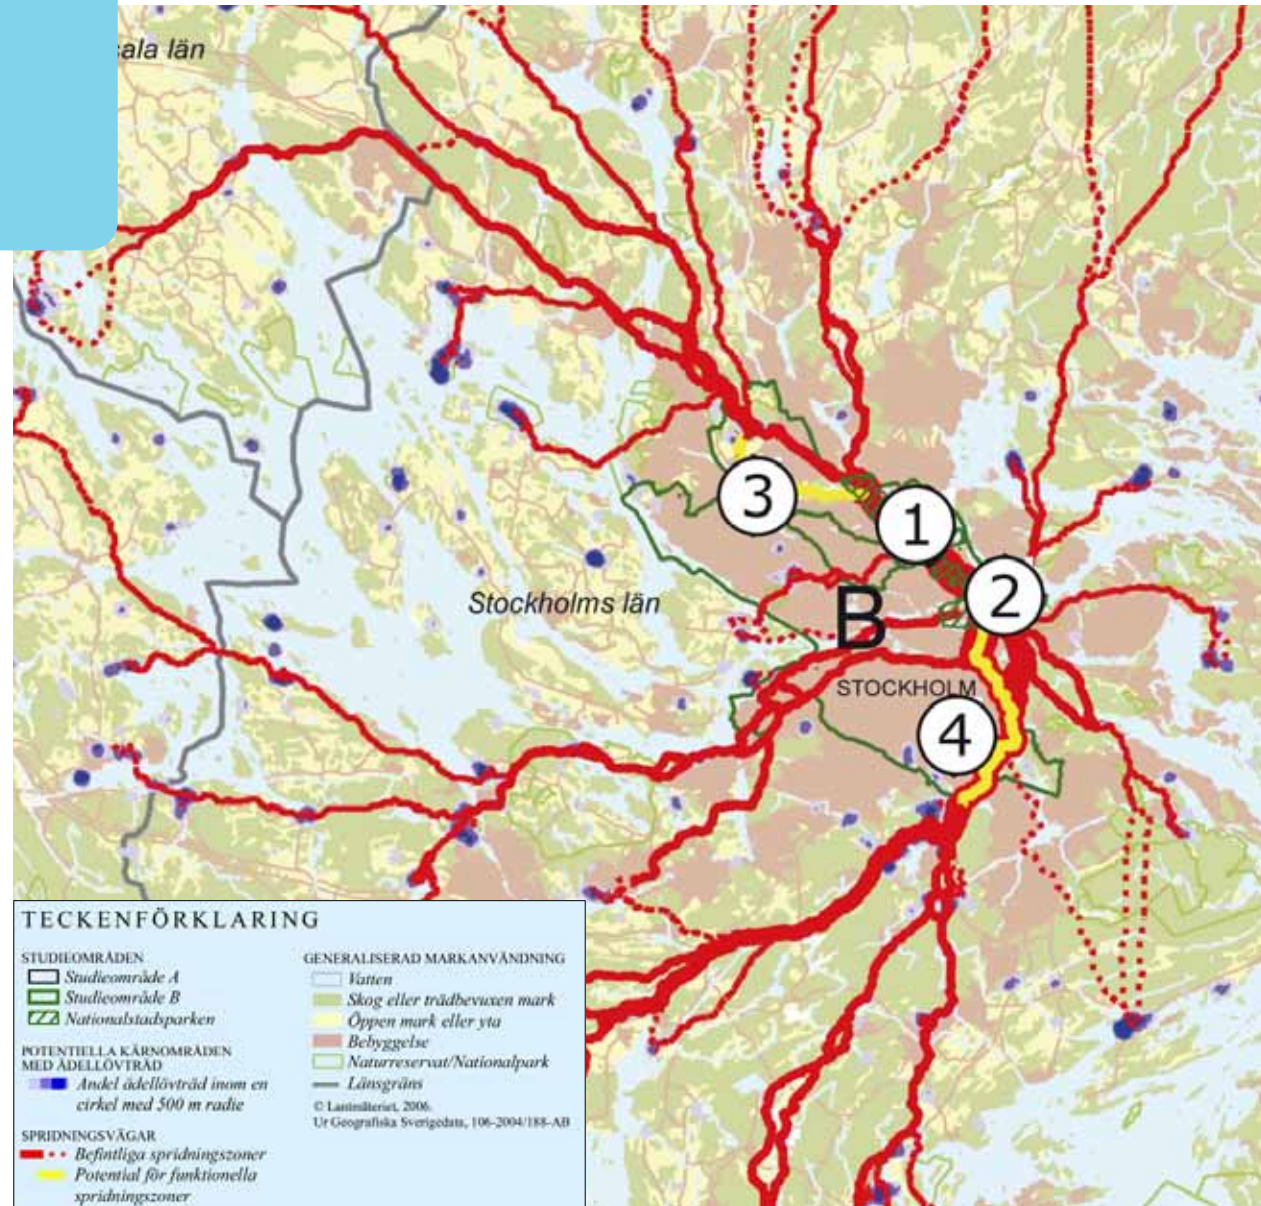 sala län
3
1
2
B
Stockholms län
STOCKHOLM
4
TECKENFÖRKLARING
STUDIEOMRÅDEN
Studieområde A
Studieområde B
Nationalstadsparken
POTENTIELLA KÄRNOMRÅDEN
MED ÄDELLÖVTRÄD
Andel ädellövträd inom en
cirkel med 500 m radie
SPRIDNINGSVÄGAR
Befintliga spridningszoner
Potential för funktionella
spridningszoner
GENERALISERAD MARKANVÄNDNING
Vatten
Skog eller trädbevuxen mark
Öppen mark eller yta
Bebyggelse
Naturreservat/Nationalpark
Länsgräns
© Lantmäteriet, 2006.
Ur Geografiska Sverigedata, 106-2004/188-AB